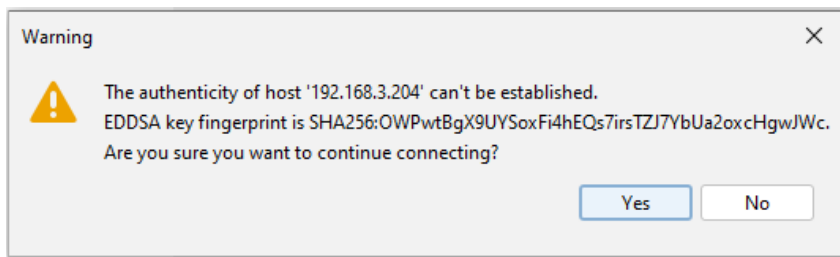 Warning
The authenticity of host '192.168.3.204' can't be established.
EDDSA key fingerprint is SHA256:OWPwtBgX9UYSoxFi4hEQs7irsTZJ7YbUa2oxcHgwJWc.
Are you sure you want to continue connecting?
Yes No